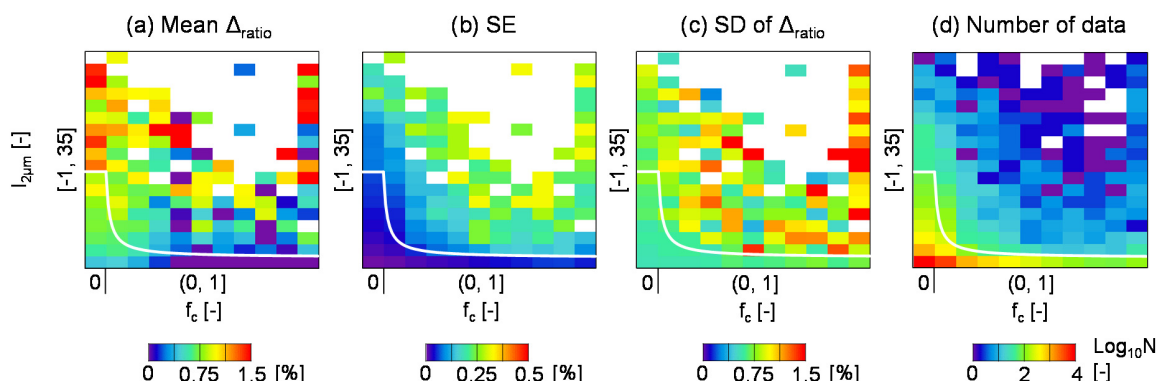 (a) Mean Δratio
(b) SE
(c) SD of Δratio
(d) Number of data
I2μm [-]
[-1, 35]
[-1, 35]
[-1, 35]
[-1, 35]
0 (0, 1]
0 (0, 1]
0 (0, 1]
0 (0, 1]
fc [-]
fc [-]
fc [-]
fc [-]
0 0.75 1.5 [%]
0 0.25 0.5 [%]
0 0.75 1.5 [%]
Log10N
0 2 4 [-]